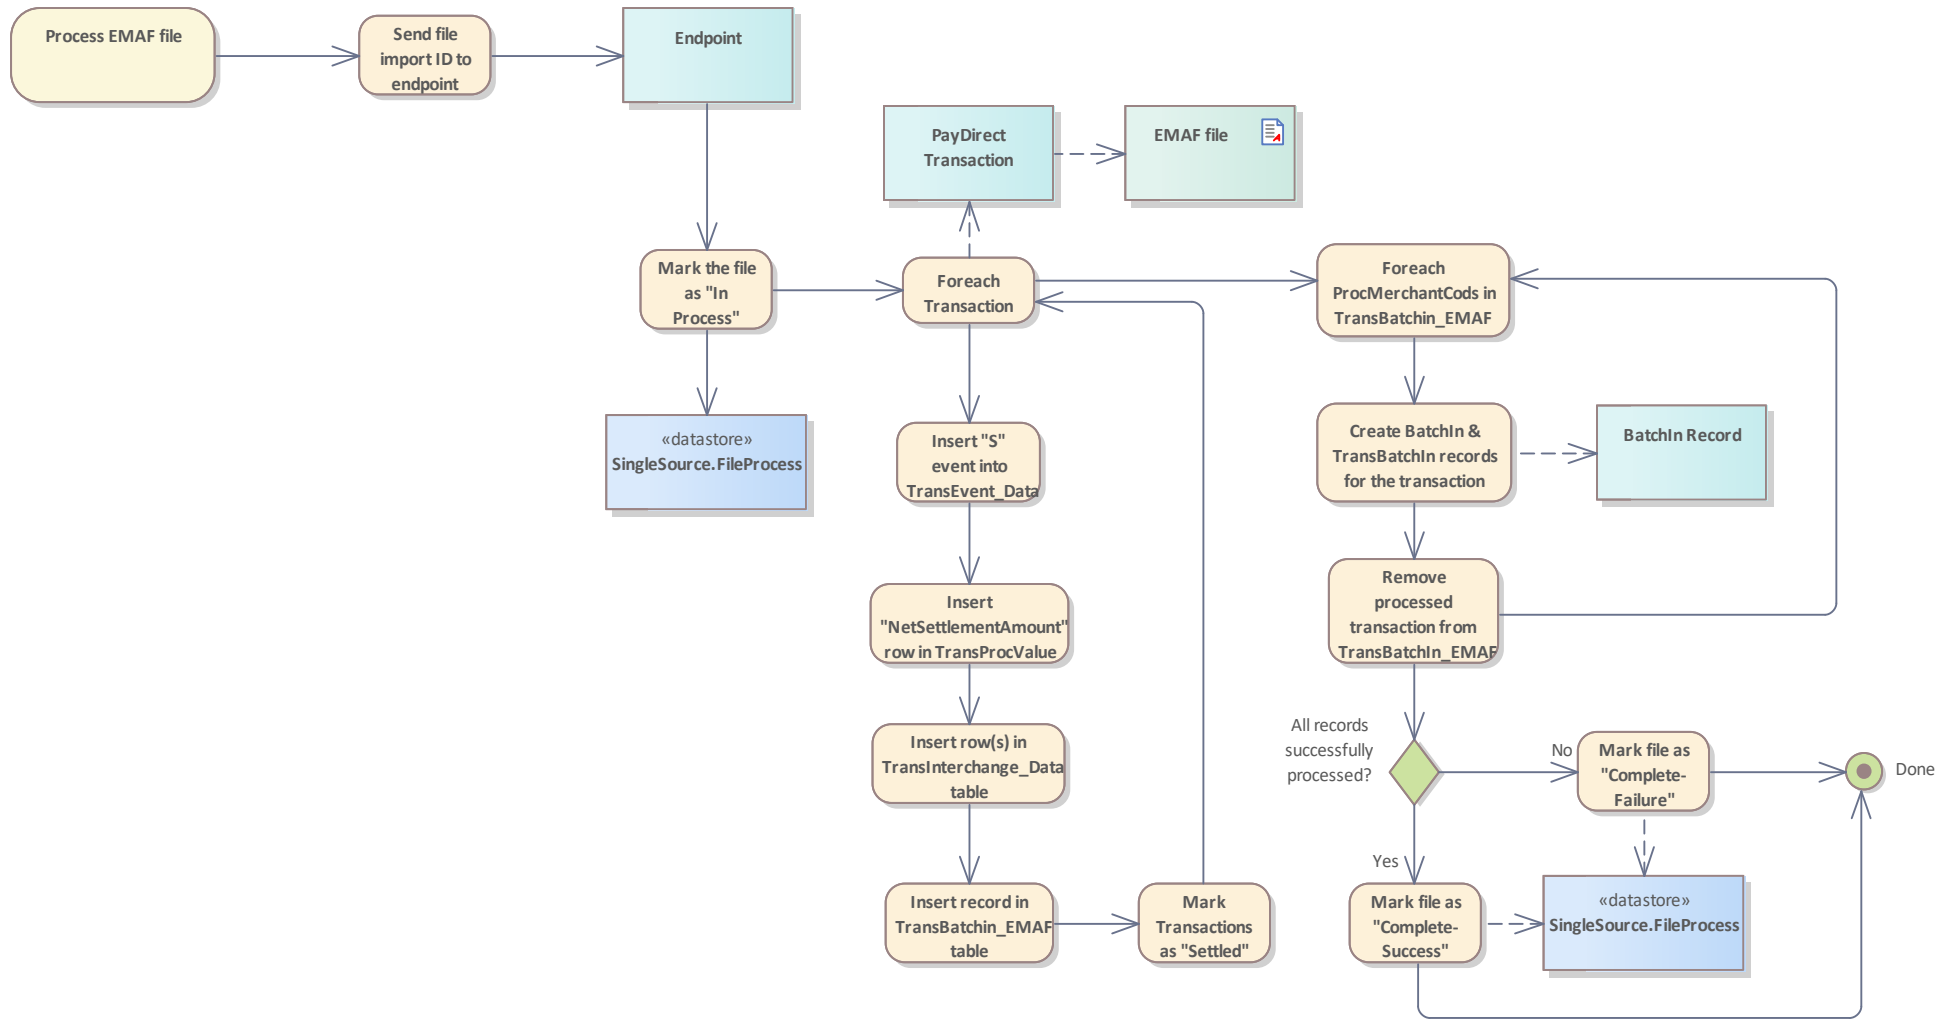 Process EMAF file
Send file
import ID to
endpoint
Endpoint
PayDirect
Transaction
EMAF file
Mark the file
as "In
Process"
Foreach
Transaction
Foreach
ProcMerchantCods in
TransBatchin_EMAF
«datastore»
SingleSource.FileProcess
Insert "S"
event into
TransEvent_Data
Create BatchIn &
TransBatchIn records
for the transaction
BatchIn Record
Insert
"NetSettlementAmount"
row in TransProcValue
Remove
processed
transaction from
TransBatchIn_EMAF
Insert row(s) in
TransInterchange_Data
table
All records
successfully
processed?
No
Mark file as
"Complete-
Failure"
Done
Yes
Insert record in
TransBatchin_EMAF
table
Mark
Transactions
as "Settled"
Mark file as
"Complete-
Success"
«datastore»
SingleSource.FileProcess